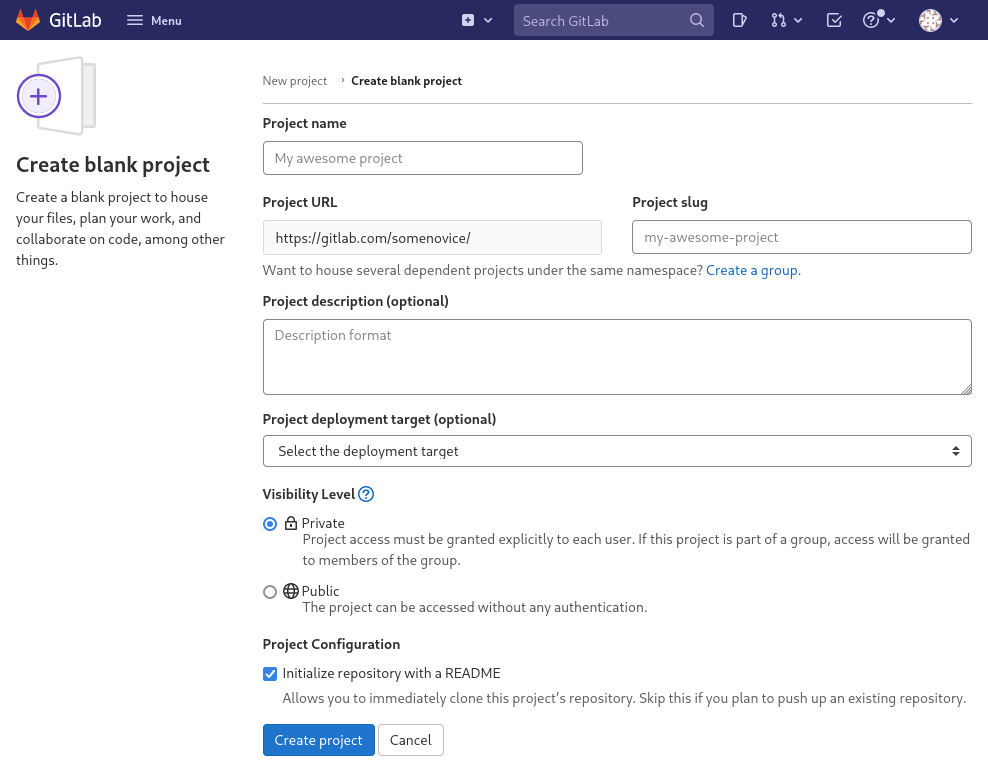 GitLab Menu Search GitLab
New project › Create blank project
Create blank project
Create a blank project to house
your files, plan your work, and
collaborate on code, among other
things.
Project name
My awesome project
Project URL Project slug
https://gitlab.com/somenovice/ my-awesome-project
Want to house several dependent projects under the same namespace? Create a group.
Project description (optional)
Description format
Project deployment target (optional)
Select the deployment target
Visibility Level ?
Private
Project access must be granted explicitly to each user. If this project is part of a group, access will be granted
to members of the group.
Public
The project can be accessed without any authentication.
Project Configuration
Initialize repository with a README
Allows you to immediately clone this project’s repository. Skip this if you plan to push up an existing repository.
Create project Cancel